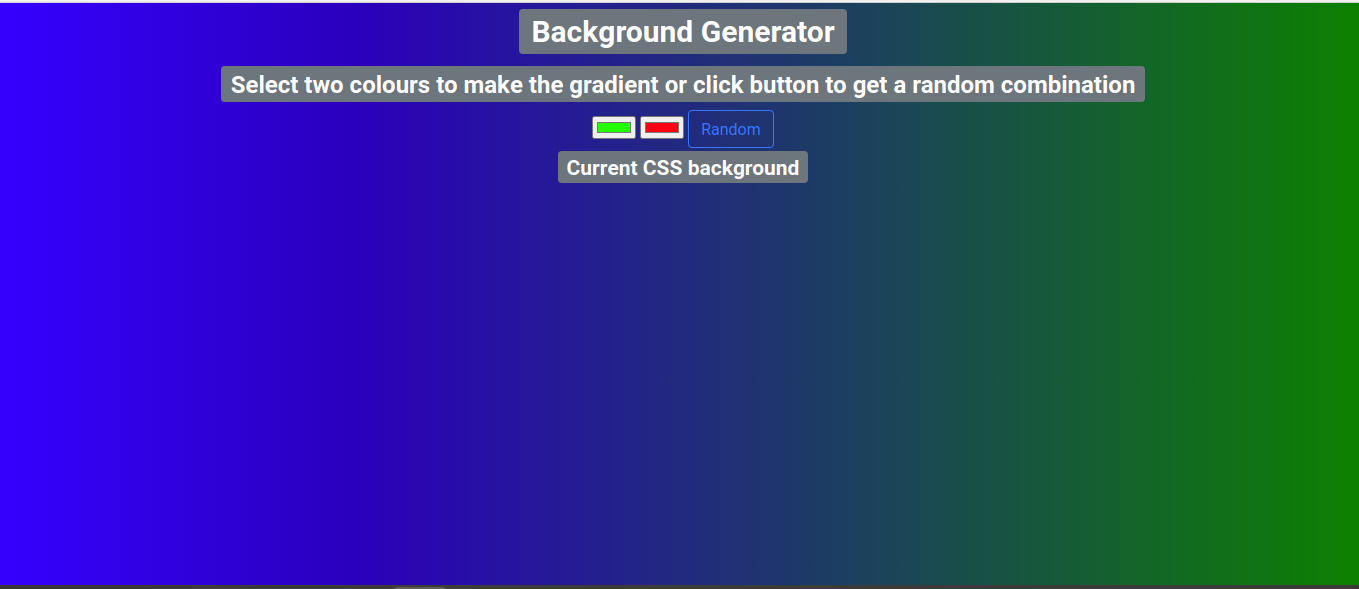 Background Generator
Select two colours to make the gradient or click button to get a random combination
Random
Current CSS background